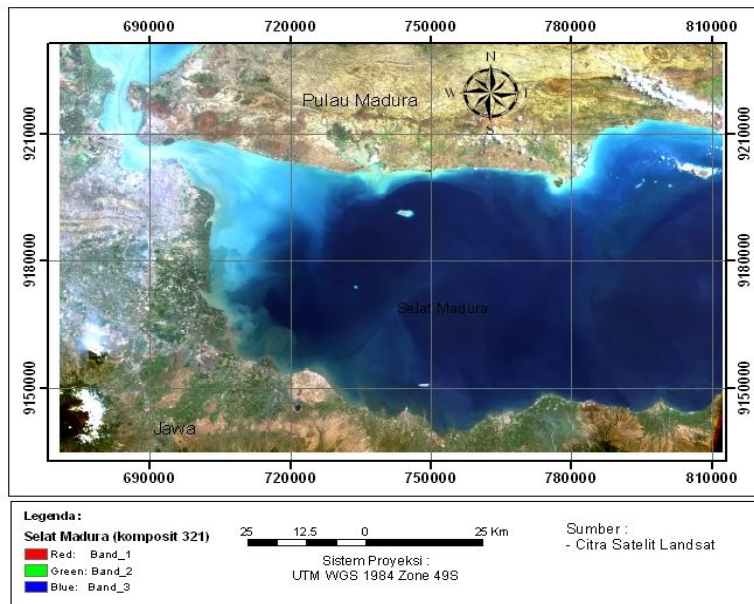 690000 720000 750000 780000 810000
N
Pulau Madura
W T
S
9210000 9210000
9180000 9180000
Selat Madura
9150000 9150000
Jawa
690000 720000 750000 780000 810000
Legenda :
Selat Madura (komposit 321)
Red: Band_1
Green: Band_2
Blue: Band_3
25 12.5 0 25 Km
Sistem Proyeksi :
UTM WGS 1984 Zone 49S
Sumber :
- Citra Satelit Landsat